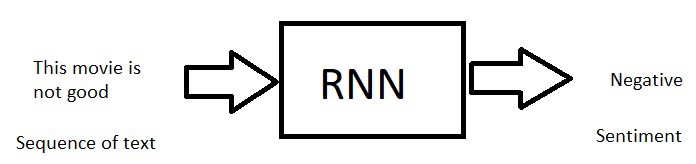 This movie is
not good
Sequence of text
RNN
Negative
Sentiment